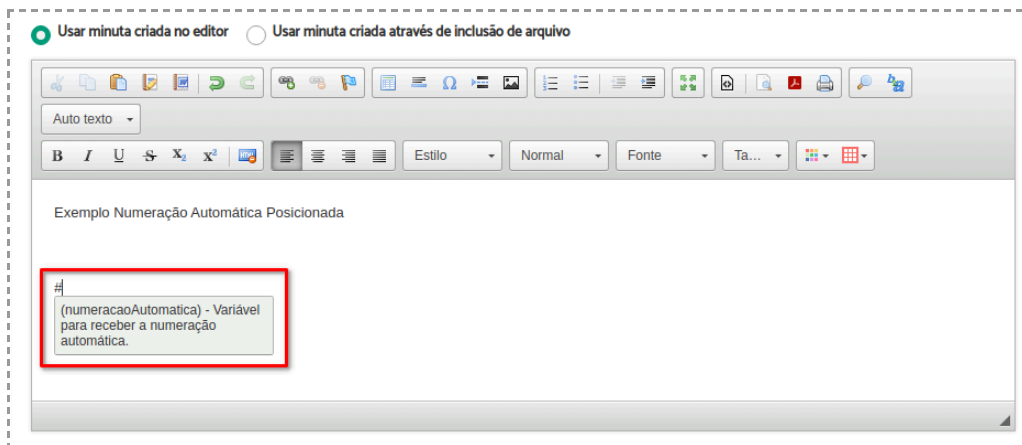 Usar minuta criada no editor Usar minuta criada através de inclusão de arquivo
Auto texto
B I U S X₂ X² Estilo Normal Fonte Ta...
Exemplo Numeração Automática Posicionada
#
(numeracaoAutomatica) - Variável
para receber a numeração
automática.